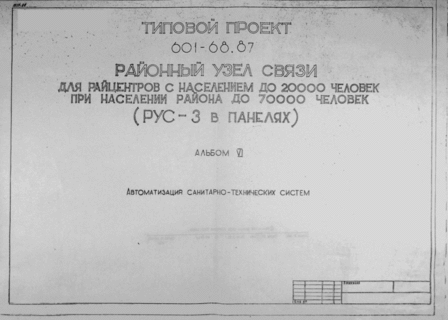 ТИПОВОЙ ПРОЕКТ
601-68.87
РАЙОННЫЙ УЗЕЛ СВЯЗИ
ДЛЯ РАЙЦЕНТРОВ С НАСЕЛЕНИЕМ ДО 20000 ЧЕЛОВЕК
ПРИ НАСЕЛЕНИИ РАЙОНА ДО 70000 ЧЕЛОВЕК
(РУС-3 В ПАНЕЛЯХ)
АЛЬБОМ VI
АВТОМАТИЗАЦИЯ САНИТАРНО-ТЕХНИЧЕСКИХ СИСТЕМ